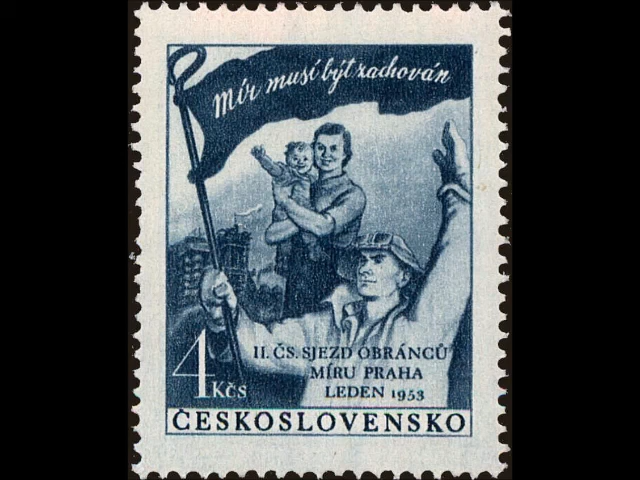 Mír musí být zachován
II. ČS. SJEZD OBRÁNCŮ
MÍRU PRAHA
LEDEN 1953
4 Kčs
ČESKOSLOVENSKO